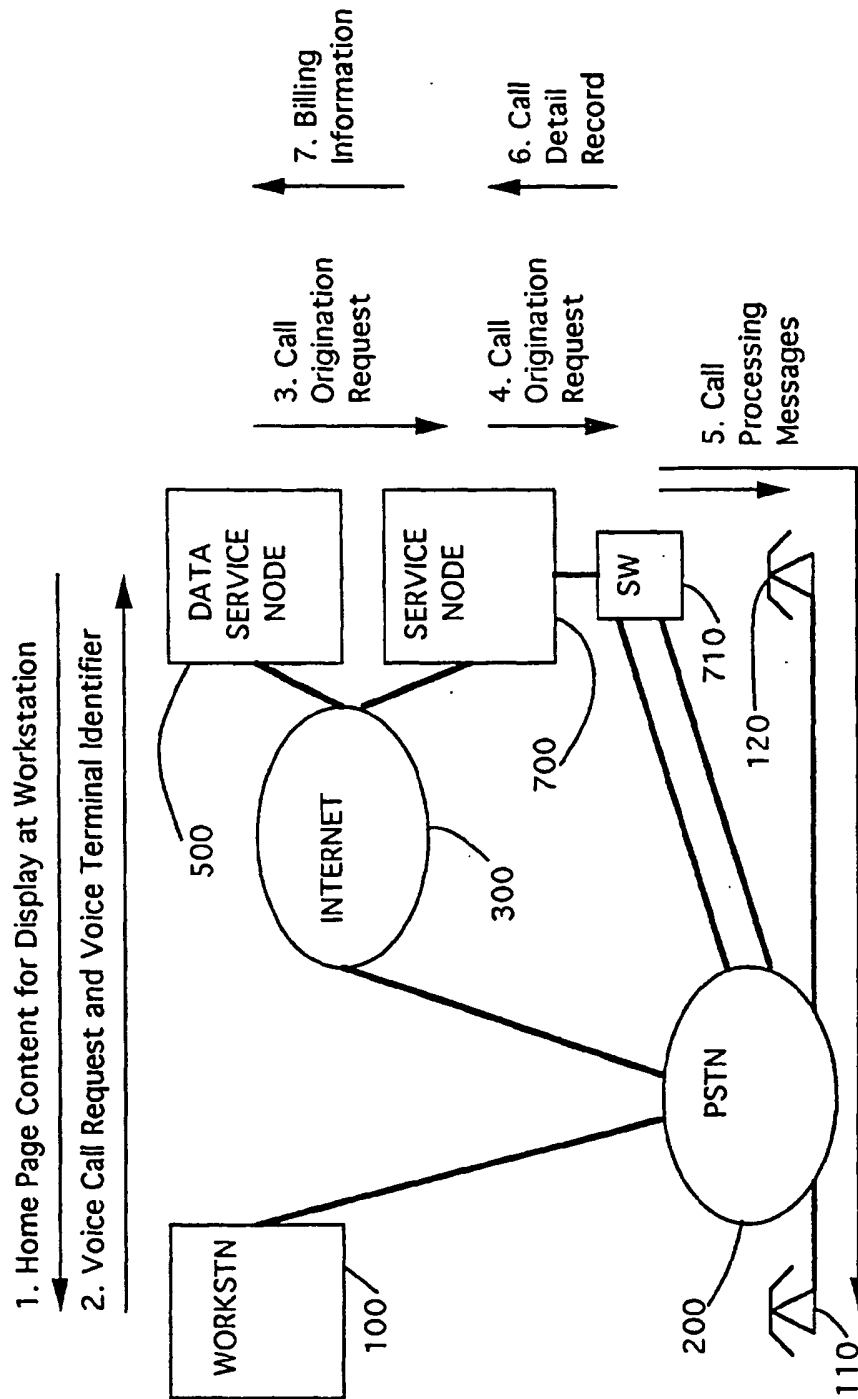 1. Home Page Content for Display at Workstation
2. Voice Call Request and Voice Terminal Identifier
WORKSTN
100
INTERNET
300
500
DATA
SERVICE
NODE
SERVICE
NODE
700
SW
710
PSTN
200
110
120
3. Call
Origination
Request
4. Call
Origination
Request
5. Call
Processing
Messages
6. Call
Detail
Record
7. Billing
Information